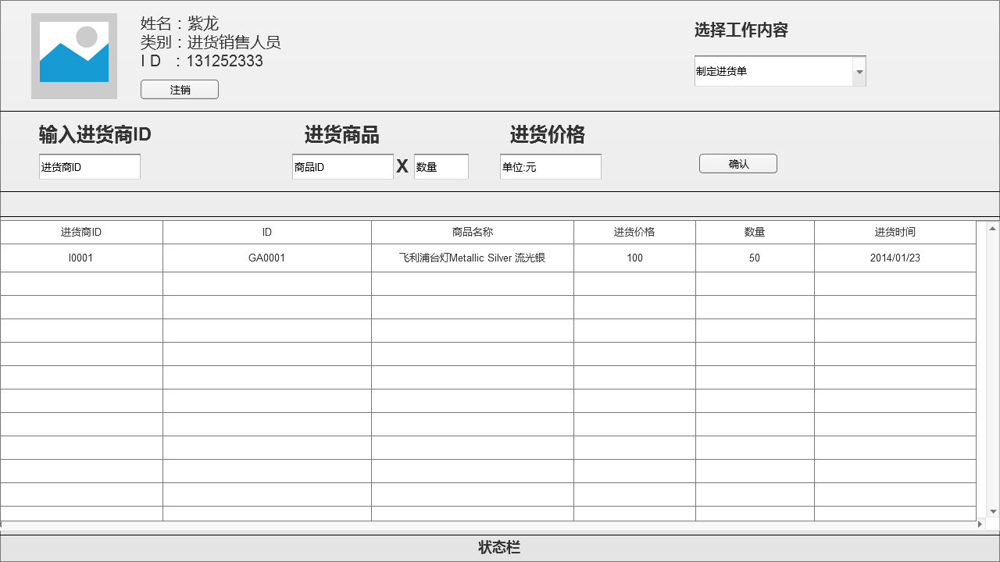 姓名：紫龙
类别：进货销售人员
I D ：131252333
注销
选择工作内容
制定进货单
输入进货商ID 进货商品 进货价格
进货商ID 商品ID X 数量 单位:元 确认
进货商ID ID 商品名称 进货价格 数量 进货时间
I0001 GA0001 飞利浦台灯Metallic Silver 流光银 100 50 2014/01/23
状态栏